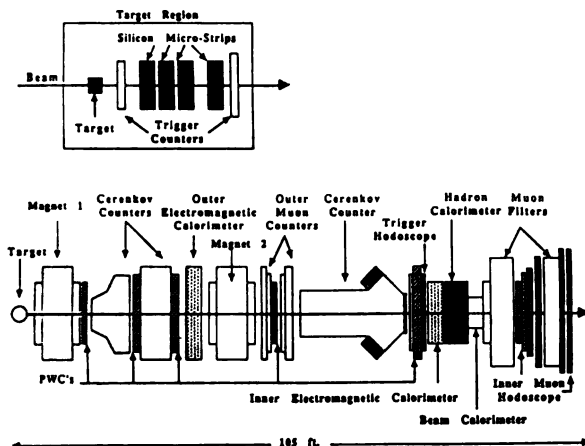 Target Region
Silicon Micro-Strips
Beam
Target
Trigger
Counters
Magnet 1
Cerenkov
Counters
Outer
Electromagnetic
Calorimeter
Magnet 2
Outer
Muon
Counters
Cerenkov
Counter
Trigger
Hodoscope
Hadron
Calorimeter
Muon
Filters
Target
PWC's
Inner Electromagnetic Calorimeter
Beam Calorimeter
Inner Muon
Hodoscope
105 ft.